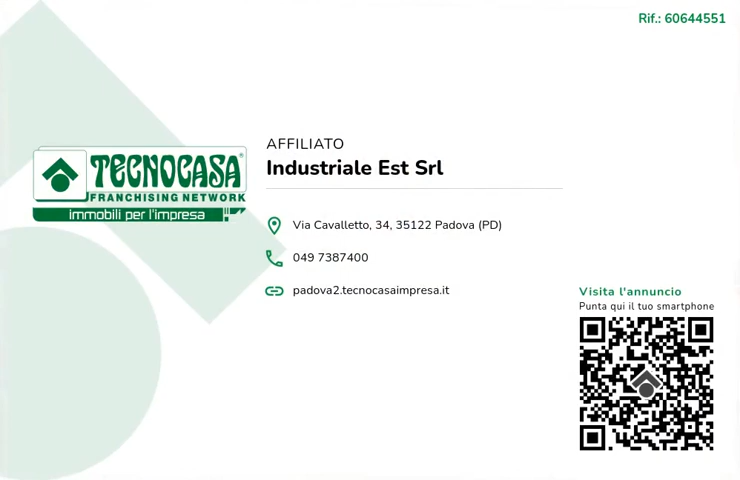 Rif.: 60644551
TECNOCASA
FRANCHISING NETWORK
immobili per l'impresa
AFFILIATO
Industriale Est Srl
Via Cavalletto, 34, 35122 Padova (PD)
049 7387400
padova2.tecnocasaimpresa.it
Visita l'annuncio
Punta qui il tuo smartphone